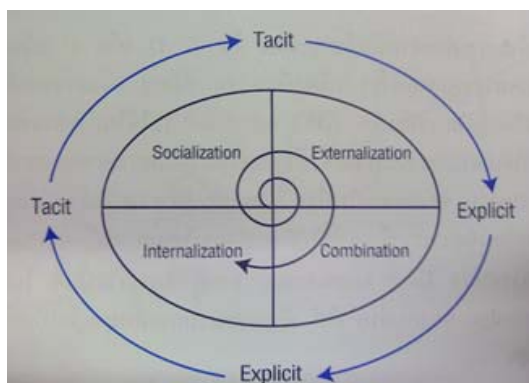 Tacit
Socialization Externalization
Tacit Explicit
Internalization Combination
Explicit